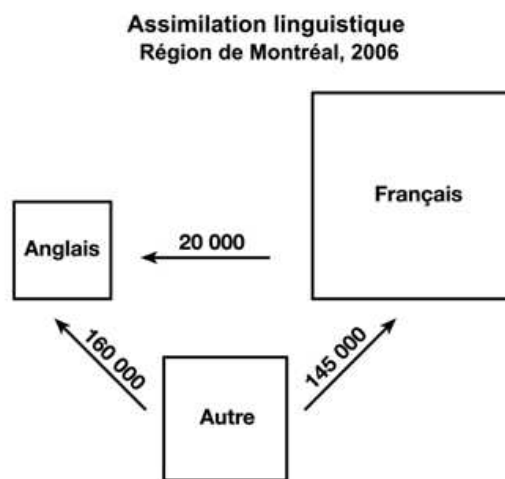 Assimilation linguistique
Région de Montréal, 2006
Français
Anglais
20 000
160 000
145 000
Autre